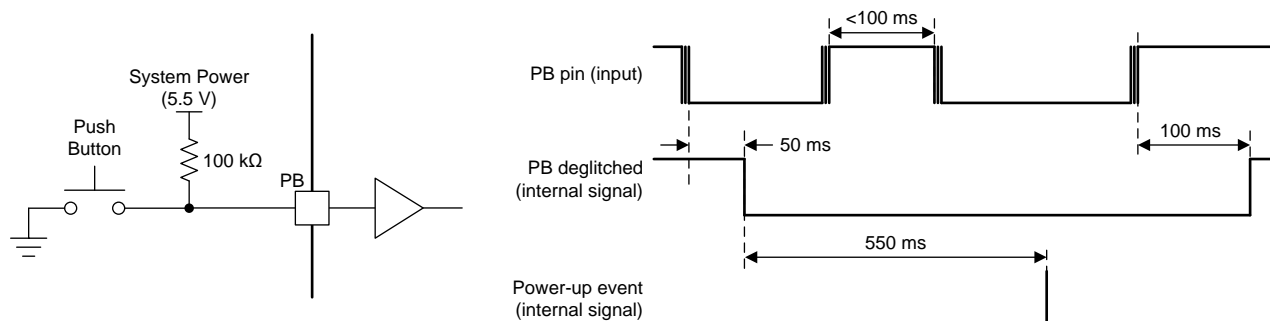 System Power
(5.5 V)
Push
Button
100 kΩ
PB
<100 ms
PB pin (input)
50 ms
100 ms
PB deglitched
(internal signal)
550 ms
Power-up event
(internal signal)